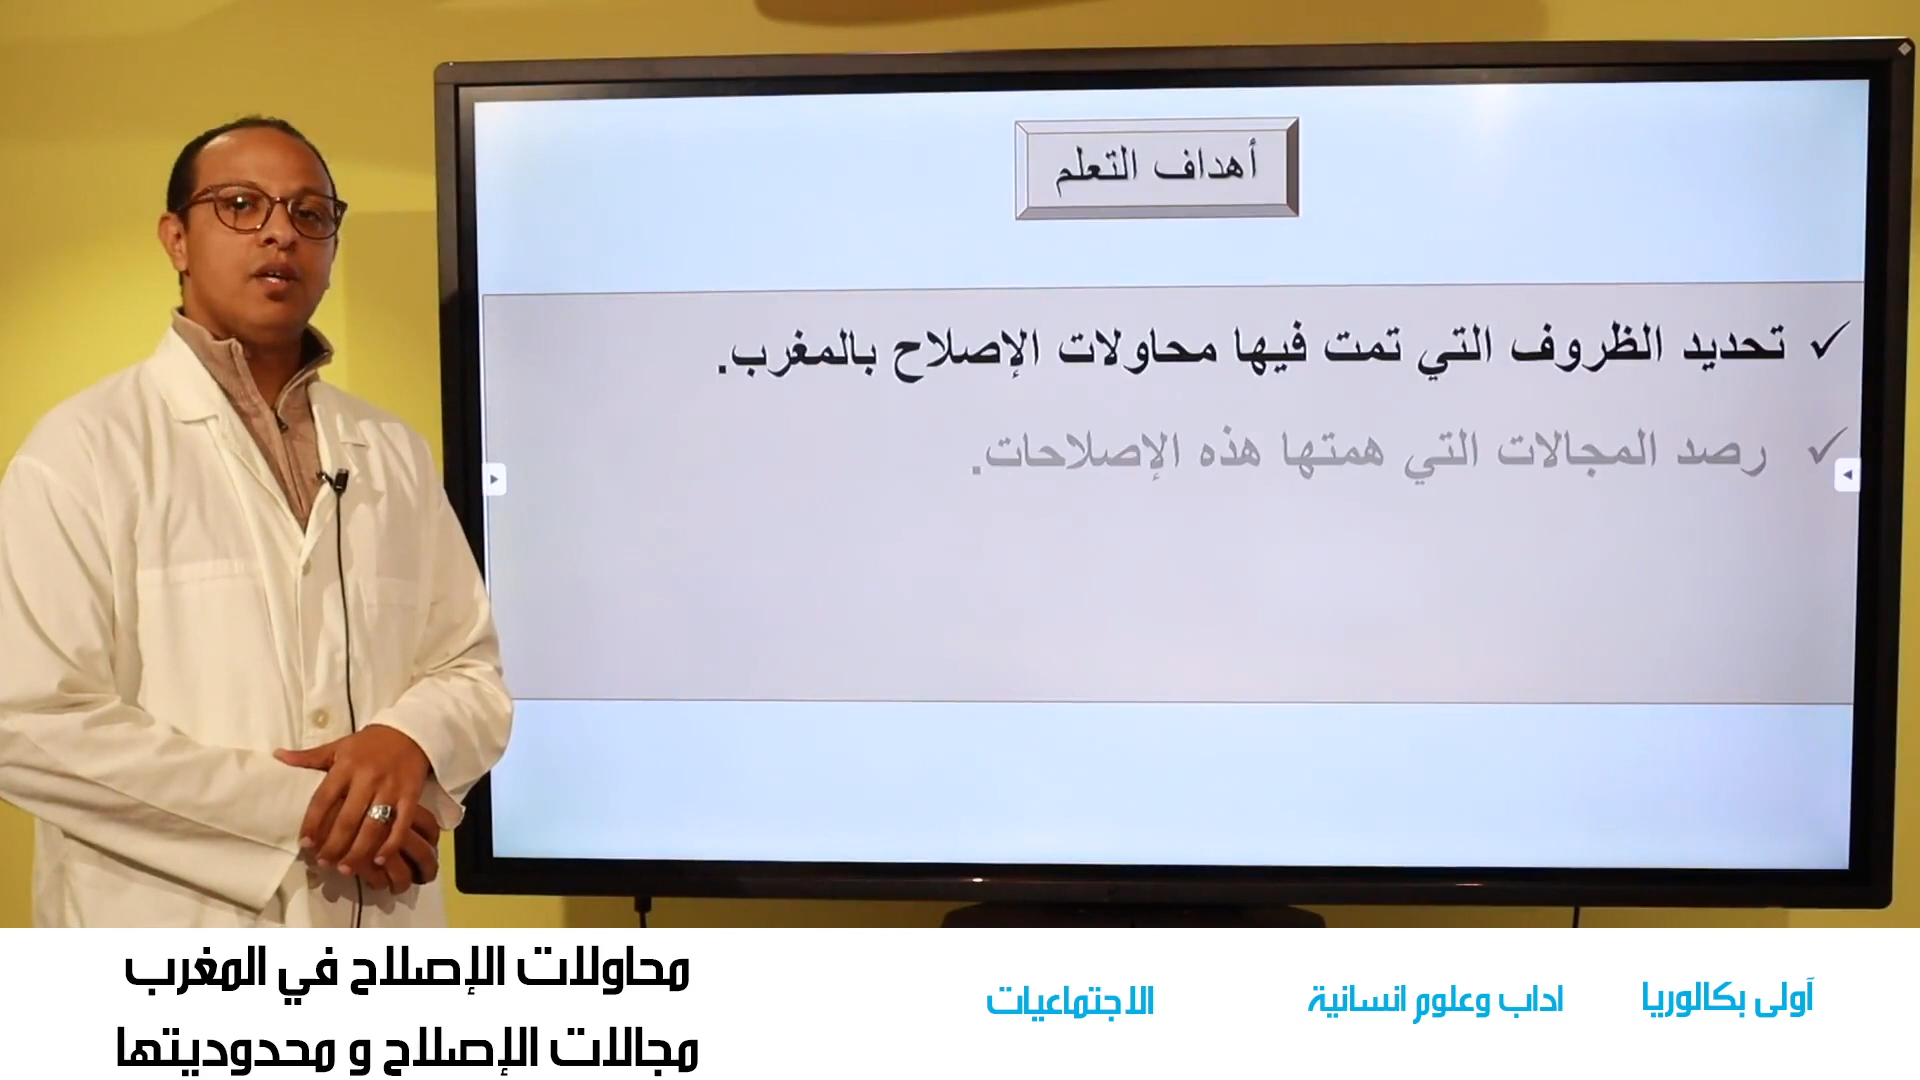 أهداف التعلم
✓ تحديد الظروف التي تمت فيها محاولات الإصلاح بالمغرب.
✓ رصد المجالات التي همتها هذه الإصلاحات.
أولى بكالوريا
اداب وعلوم انسانية
الاجتماعيات
محاولات الإصلاح في المغرب
مجالات الإصلاح و محدوديتها